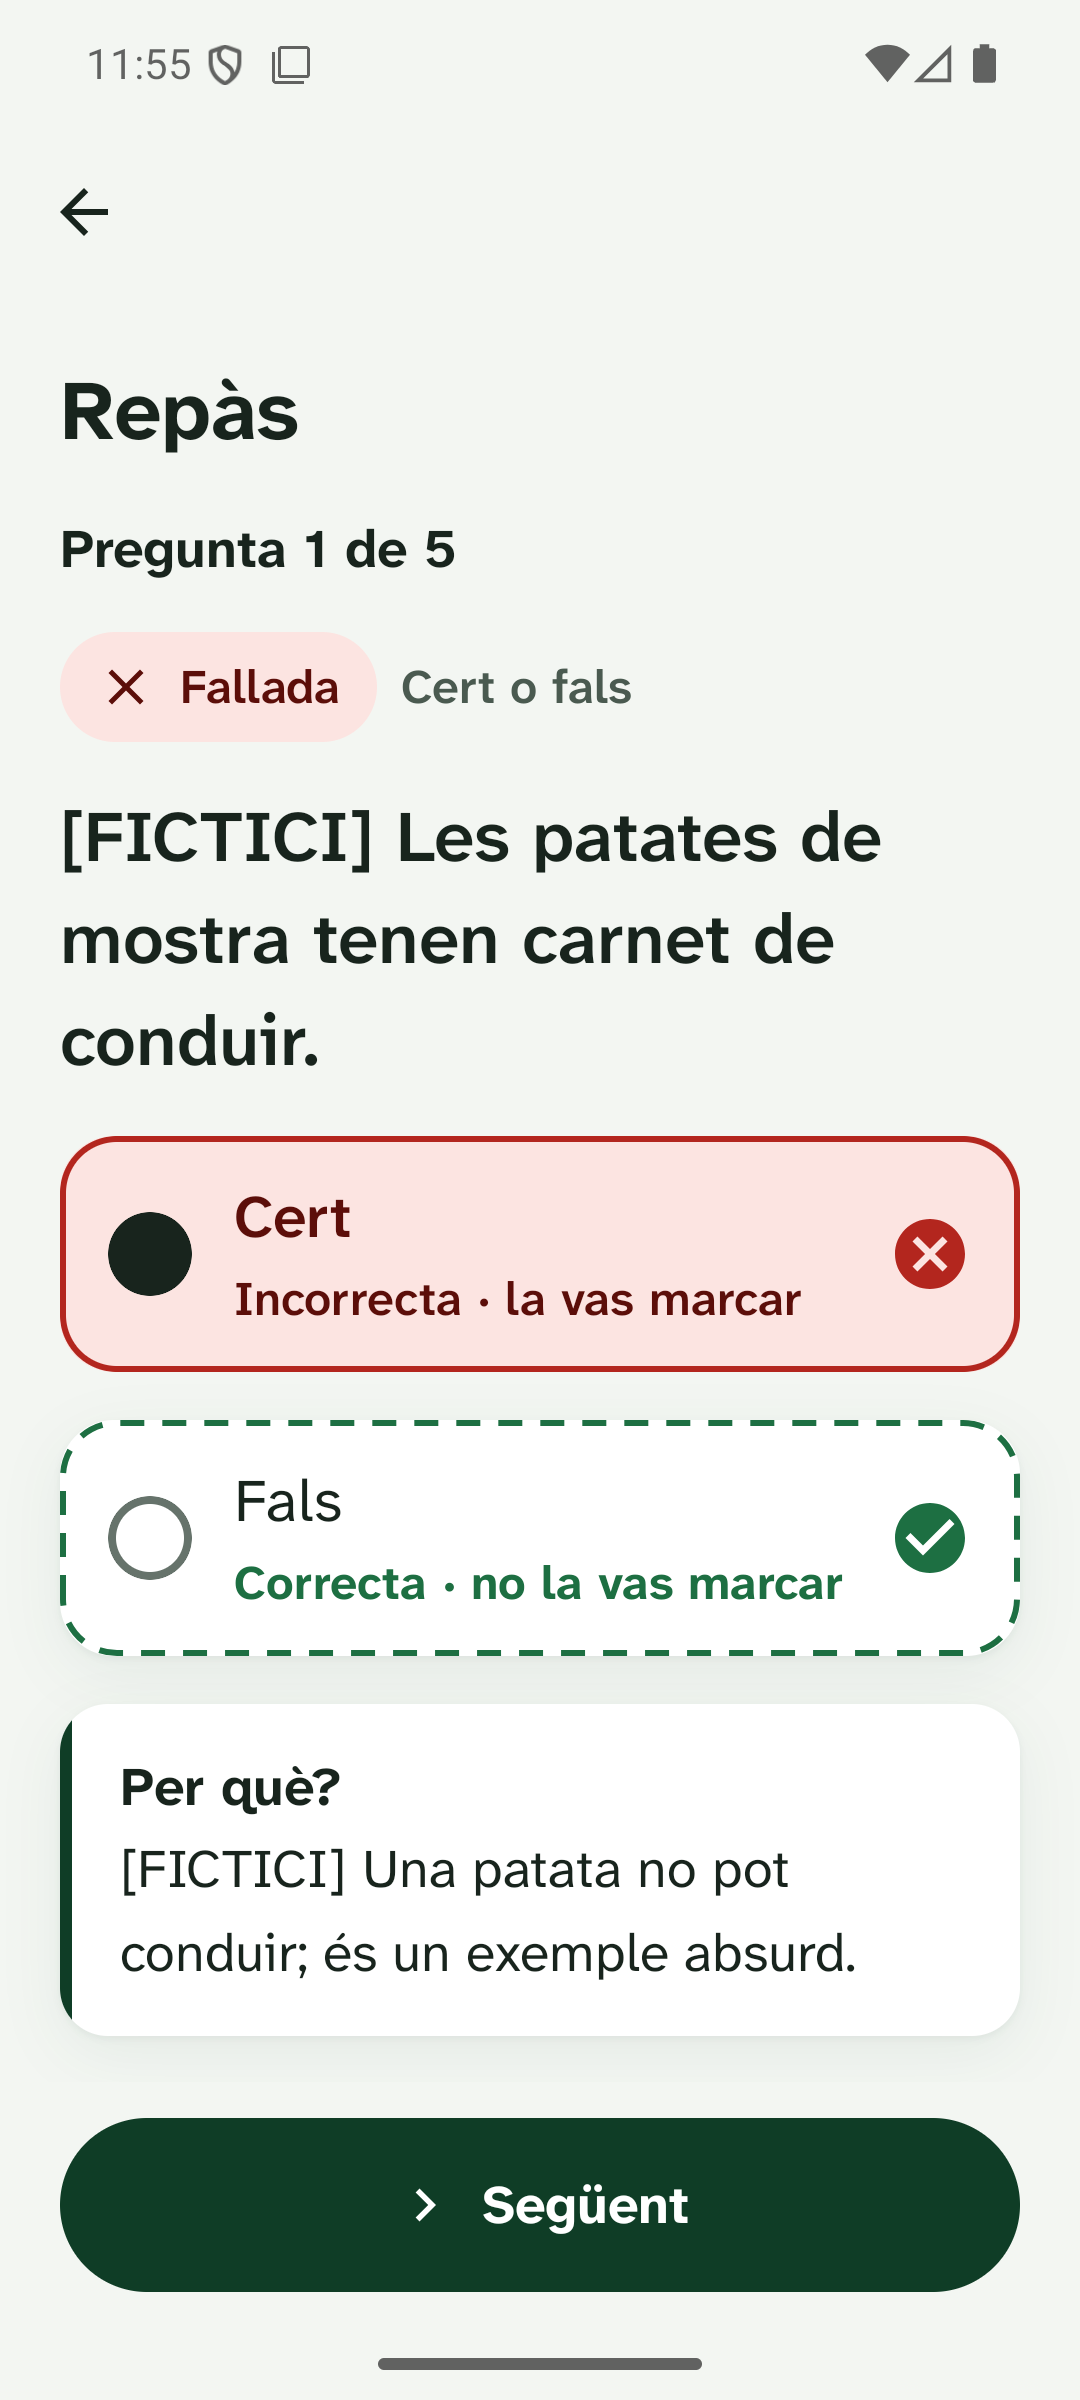 11:55
Repàs
Pregunta 1 de 5
Fallada
Cert o fals
[FICTICI] Les patates de
mostra tenen carnet de
conduir.
Cert
Incorrecta · la vas marcar
Fals
Correcta · no la vas marcar
Per què?
[FICTICI] Una patata no pot
conduir; és un exemple absurd.
Següent